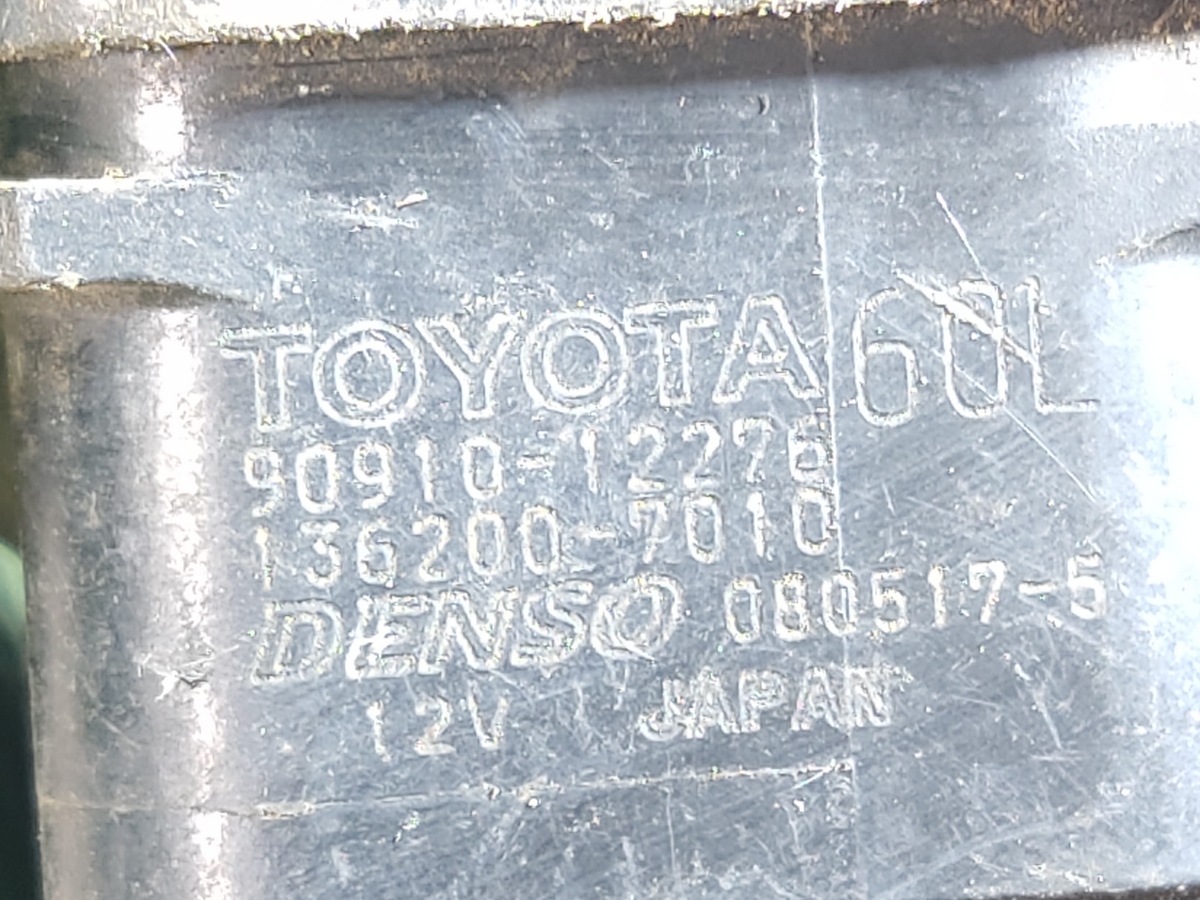 TOYOTA 60L
90910-12276
136200-7010
DENSO 080517-5
12V JAPAN